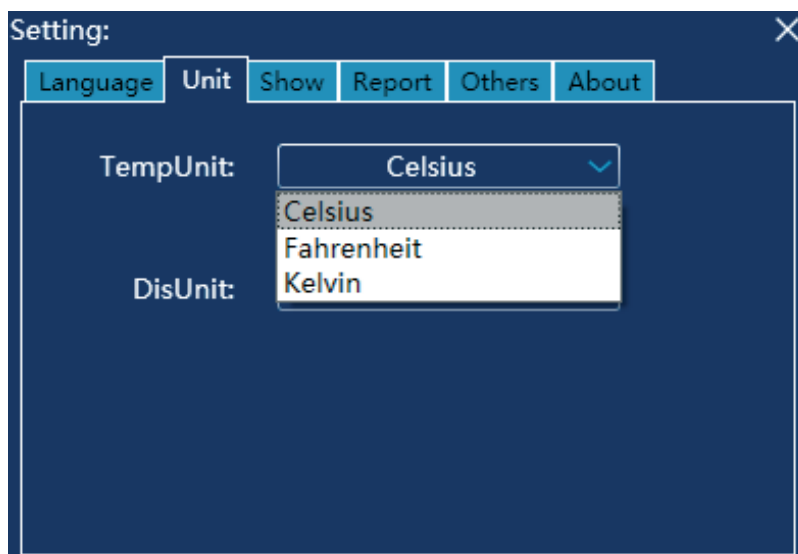 Setting:
Language Unit Show Report Others About
TempUnit: Celsius
Celsius
Fahrenheit
DisUnit: Kelvin